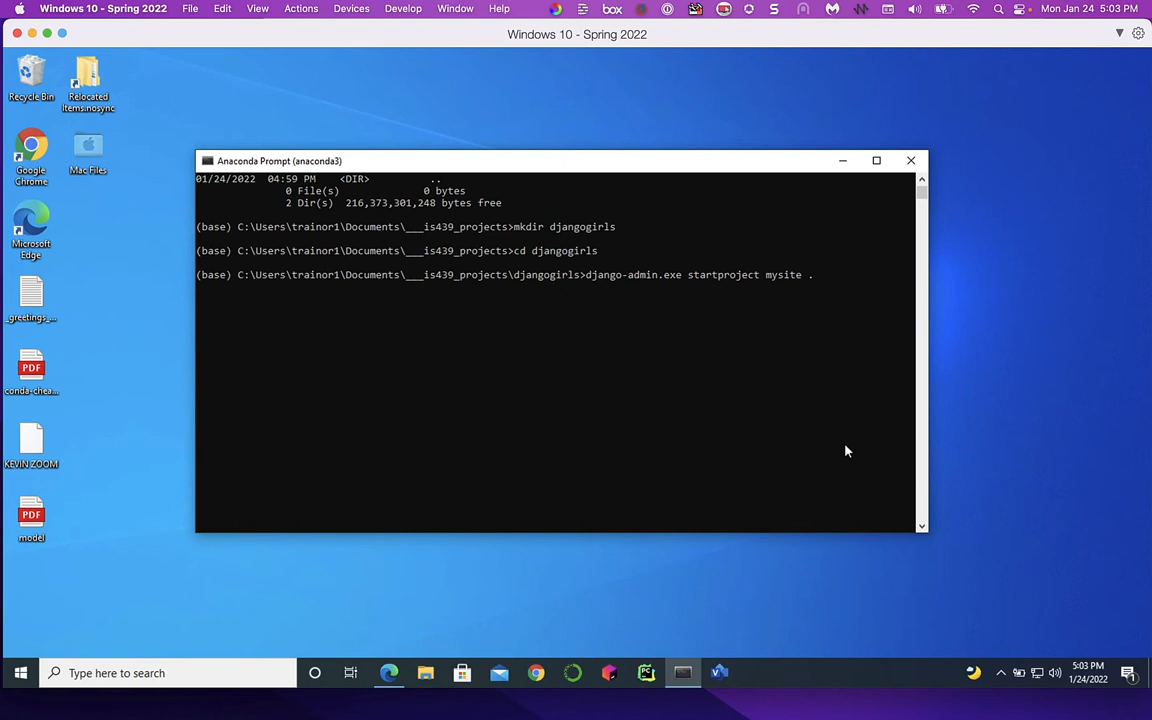 Windows 10 - Spring 2022 File Edit View Actions Devices Develop Window Help box Mon Jan 24 5:03 PM
Windows 10 - Spring 2022
Recycle Bin
Relocated Items.nosync
Google Chrome
Mac Files
Microsoft Edge
_greetings_...
PDF
conda-chea...
KEVIN ZOOM
PDF
model
Anaconda Prompt (anaconda3)
01/24/2022 04:59 PM <DIR> ..
0 File(s) 0 bytes
2 Dir(s) 216,373,301,248 bytes free
(base) C:\Users\trainor1\Documents\___is439_projects>mkdir djangogirls
(base) C:\Users\trainor1\Documents\___is439_projects>cd djangogirls
(base) C:\Users\trainor1\Documents\___is439_projects\djangogirls>django-admin.exe startproject mysite .
Type here to search
5:03 PM
1/24/2022
1